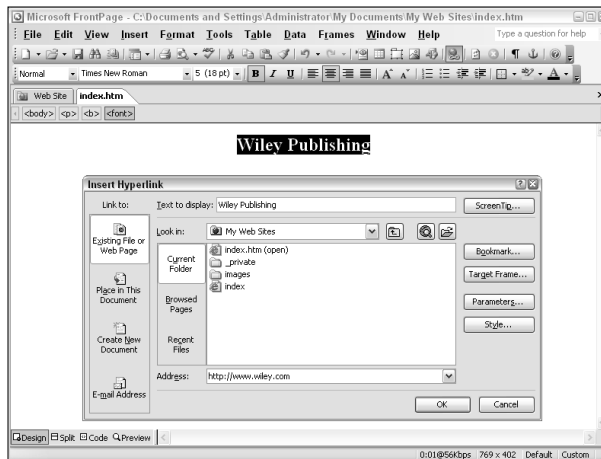 Microsoft FrontPage - C:\Documents and Settings\Administrator\My Documents\My Web Sites\index.htm
File Edit View Insert Format Tools Table Data Frames Window Help Type a question for help
Normal Times New Roman 5 (18 pt) B I U A A A
Web Site index.htm
<body> <p> <b> <font>
Wiley Publishing
Insert Hyperlink
Link to: Text to display: Wiley Publishing ScreenTip...
Existing File or Web Page
Look in: My Web Sites
Current Folder
index.htm (open)
_private
images
index
Bookmark...
Target Frame...
Place in This Document
Browsed Pages
Parameters...
Style...
Create New Document
Recent Files
E-mail Address
Address: http://www.wiley.com
OK Cancel
Design Split Code Preview
0:01@56Kbps 769 x 402 Default Custom